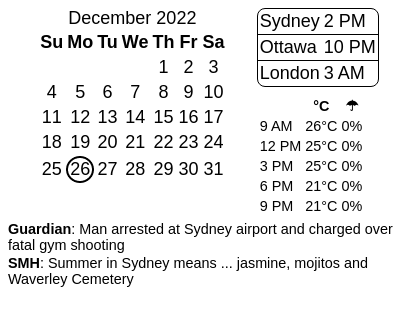 December 2022
Su Mo Tu We Th Fr Sa
1 2 3
4 5 6 7 8 9 10
11 12 13 14 15 16 17
18 19 20 21 22 23 24
25 26 27 28 29 30 31
Sydney 2 PM
Ottawa 10 PM
London 3 AM
°C ☂
9 AM 26°C 0%
12 PM 25°C 0%
3 PM 25°C 0%
6 PM 21°C 0%
9 PM 21°C 0%
Guardian: Man arrested at Sydney airport and charged over
fatal gym shooting
SMH: Summer in Sydney means ... jasmine, mojitos and
Waverley Cemetery